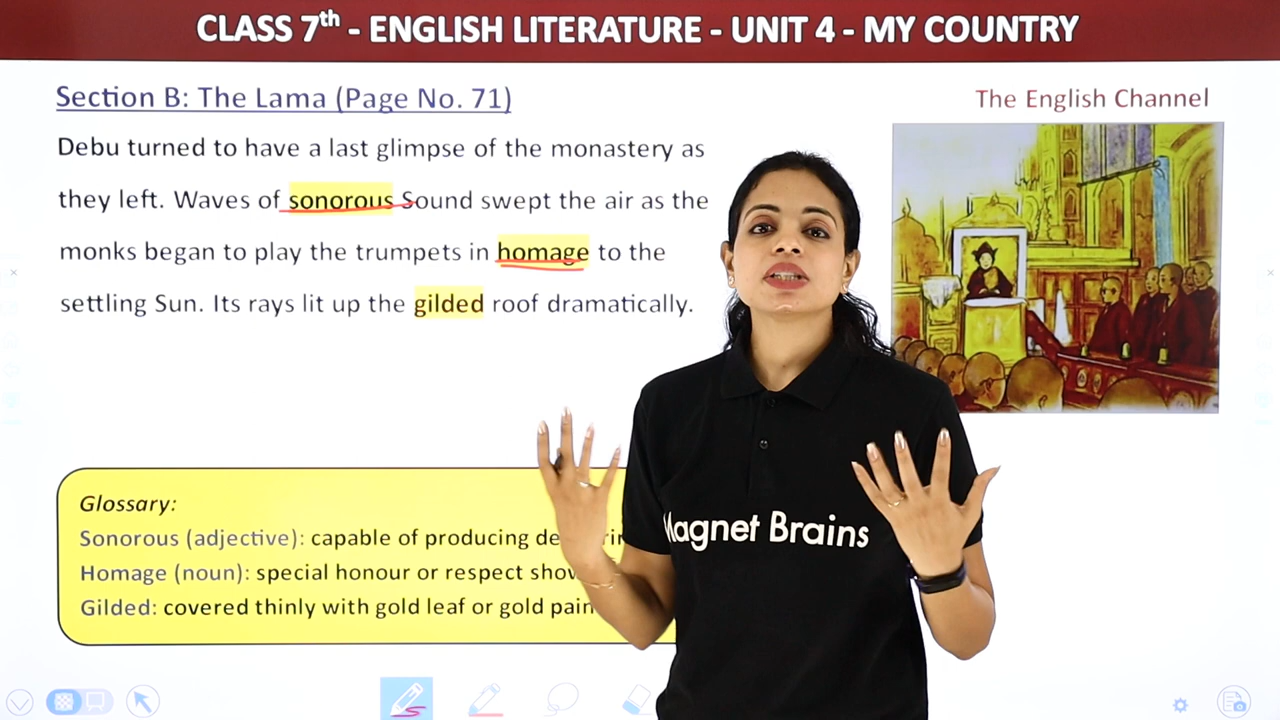 CLASS 7th - ENGLISH LITERATURE - UNIT 4 - MY COUNTRY
Section B: The Lama (Page No. 71)
The English Channel
Debu turned to have a last glimpse of the monastery as
they left. Waves of sonorous Sound swept the air as the
monks began to play the trumpets in homage to the
settling Sun. Its rays lit up the gilded roof dramatically.
Glossary:
Sonorous (adjective): capable of producing
Homage (noun): special honour or respect
Gilded: covered thinly with gold leaf or gold
Magnet Brains